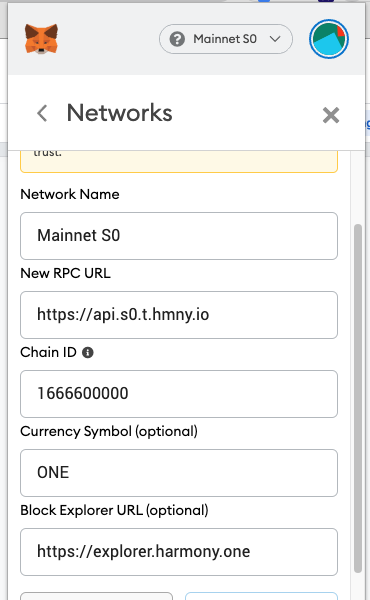 Mainnet S0
Networks
trust.
Network Name
Mainnet S0
New RPC URL
https://api.s0.t.hmny.io
Chain ID
1666600000
Currency Symbol (optional)
ONE
Block Explorer URL (optional)
https://explorer.harmony.one